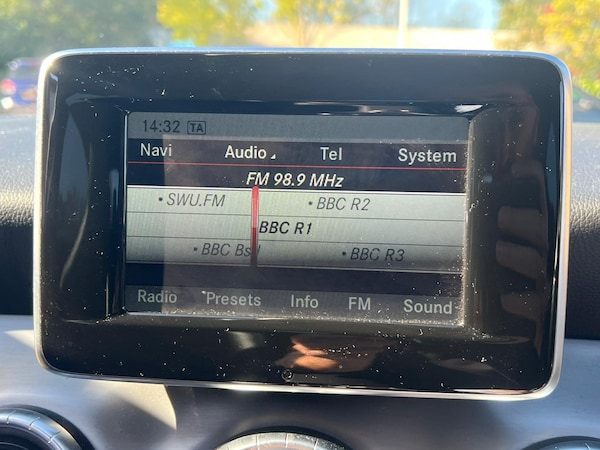 14:32 TA
Navi Audio Tel System
FM 98.9 MHz
• SWU.FM • BBC R2
BBC R1
• BBC Bsl • BBC R3
Radio Presets Info FM Sound